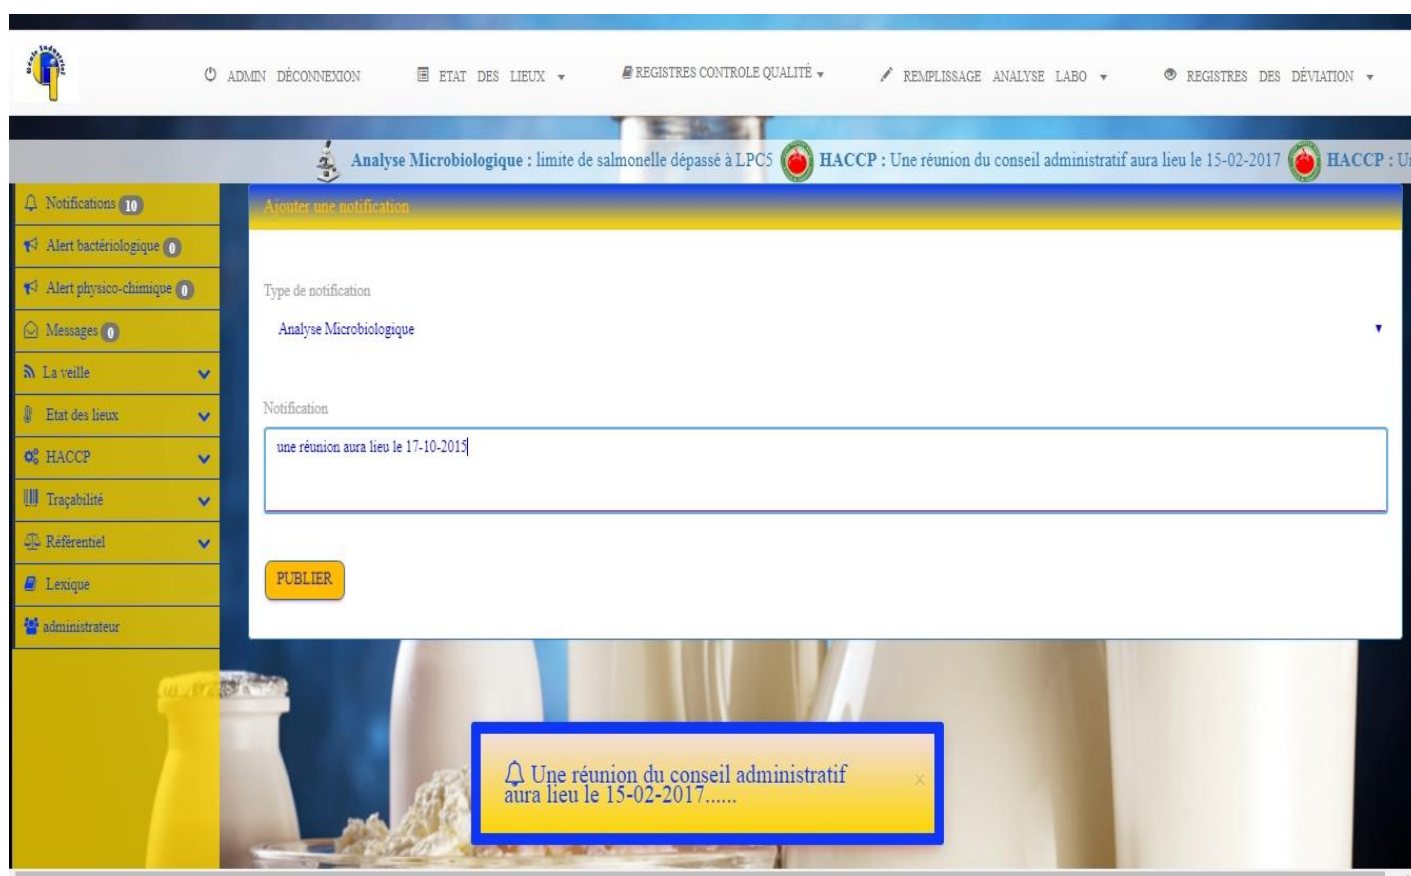 Ecole Industriel
ADMIN DÉCONNEXION
ETAT DES LIEUX
REGISTRES CONTROLE QUALITÉ
REMPLISSAGE ANALYSE LABO
REGISTRES DES DÉVIATION
Analyse Microbiologique : limite de salmonelle dépassé à LPC5 HACCP : Une réunion du conseil administratif aura lieu le 15-02-2017 HACCP :
Notifications 10
Alert bactériologique 0
Alert physico-chimique 0
Messages 0
La veille
Etat des lieux
HACCP
Traçabilité
Référentiel
Lexique
administrateur
Ajouter une notification
Type de notification
Analyse Microbiologique
Notification
une réunion aura lieu le 17-10-2015
PUBLIER
Une réunion du conseil administratif
aura lieu le 15-02-2017......
x